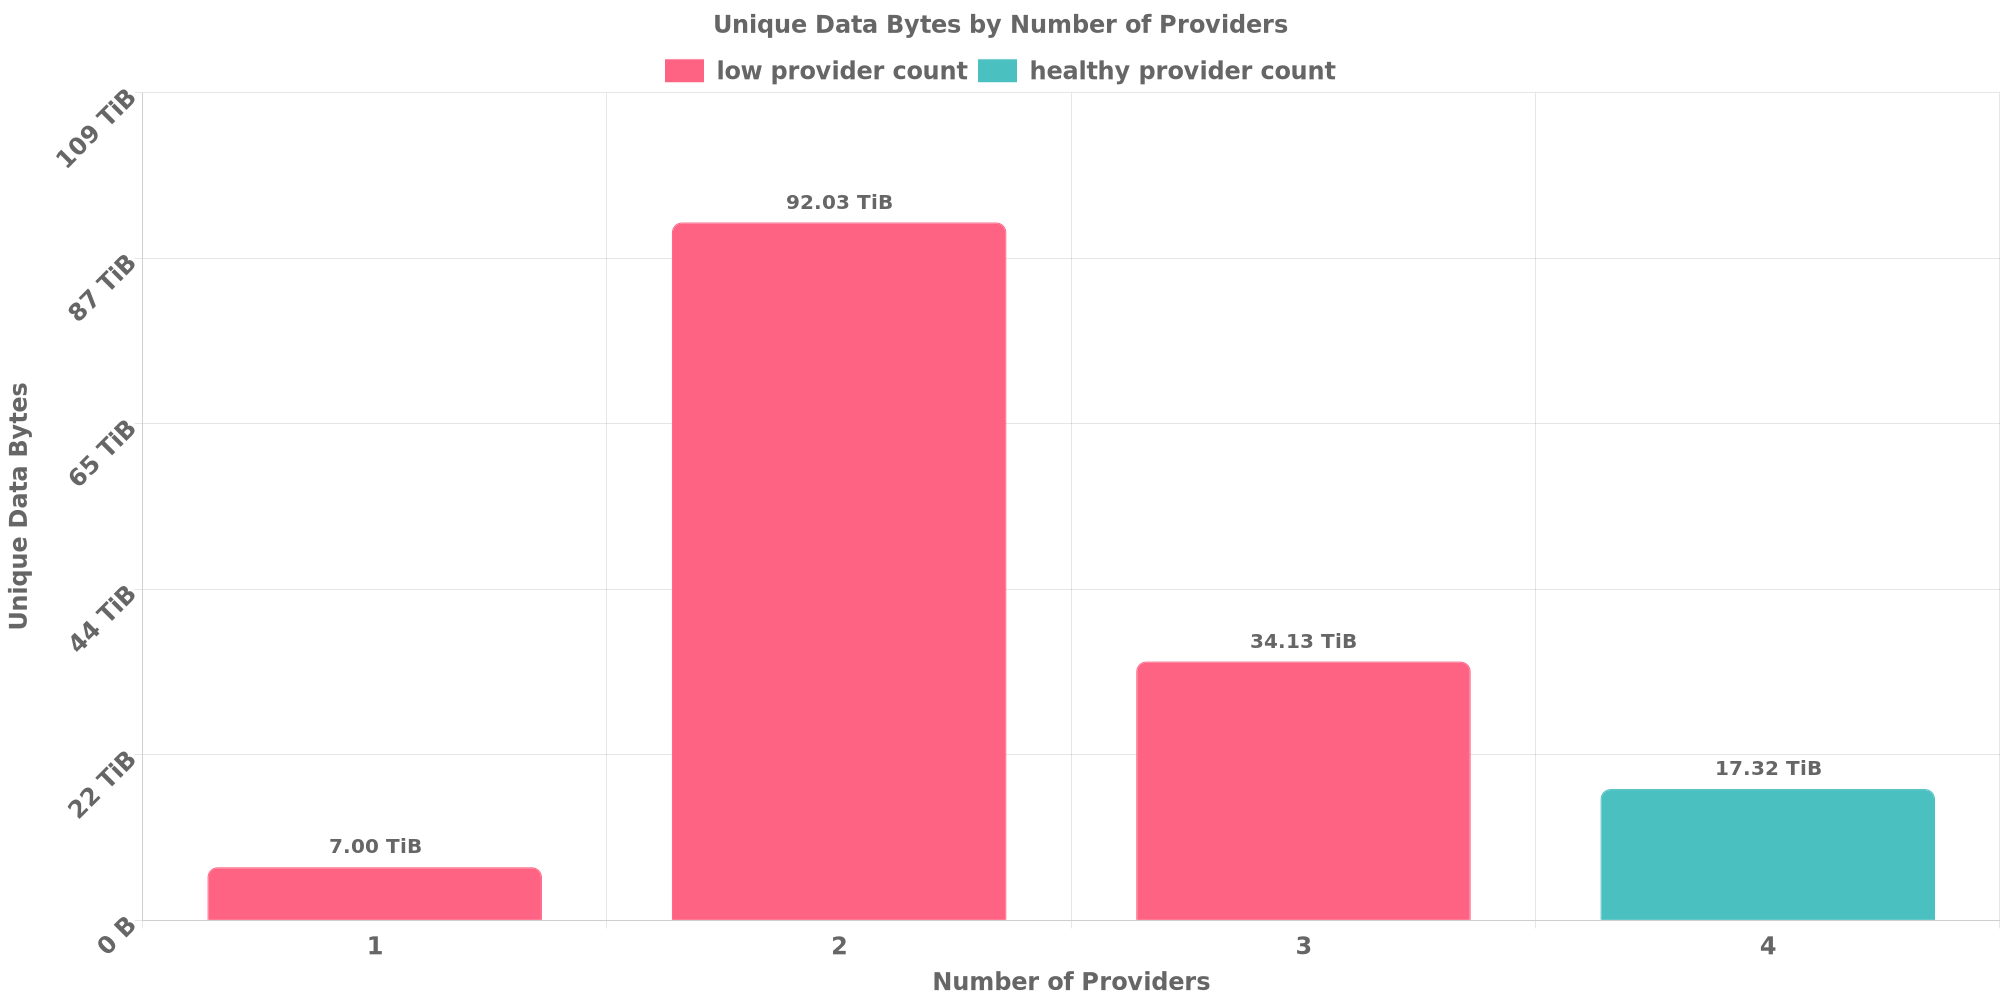 Unique Data Bytes by Number of Providers
low provider count healthy provider count
109 TiB
87 TiB
65 TiB
44 TiB
22 TiB
0 B
Unique Data Bytes
7.00 TiB
92.03 TiB
34.13 TiB
17.32 TiB
1 2 3 4
Number of Providers